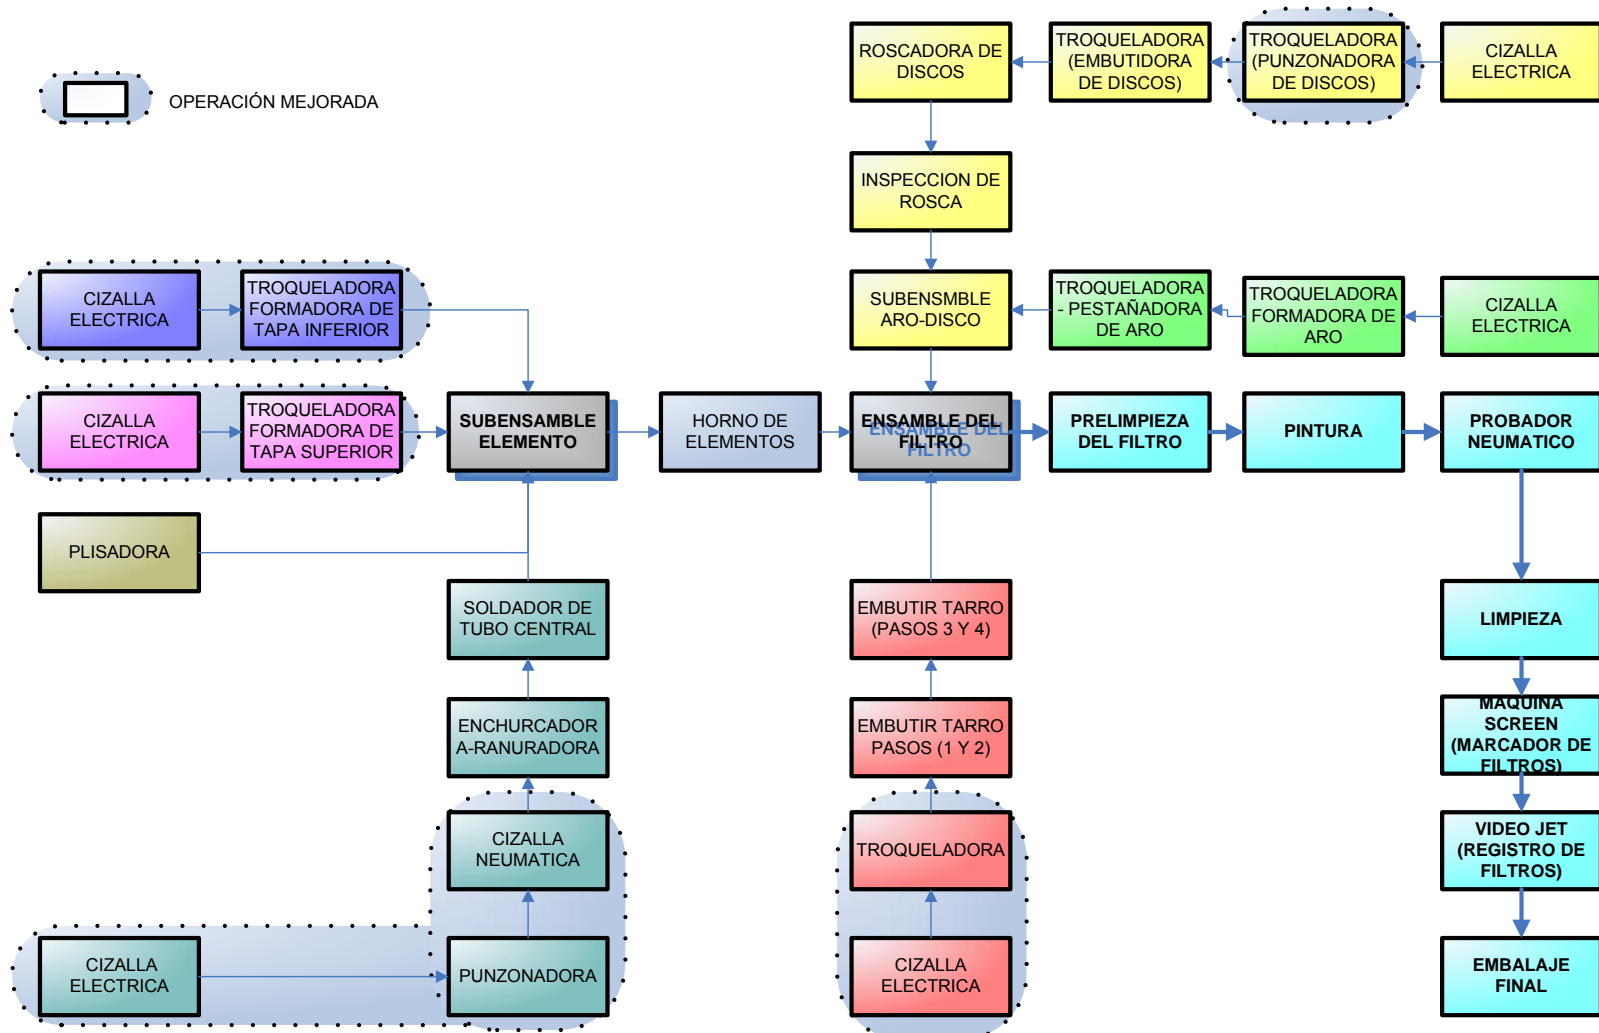 ROSCADORA DE
DISCOS
TROQUELADORA
(EMBUTIDORA
DE DISCOS)
TROQUELADORA
(PUNZONADORA
DE DISCOS)
CIZALLA
ELECTRICA
OPERACIÓN MEJORADA
INSPECCION DE
ROSCA
CIZALLA
ELECTRICA
TROQUELADORA
FORMADORA DE
TAPA INFERIOR
SUBENSMBLE
ARO-DISCO
TROQUELADORA
- PESTAÑADORA
DE ARO
TROQUELADORA
FORMADORA DE
ARO
CIZALLA
ELECTRICA
CIZALLA
ELECTRICA
TROQUELADORA
FORMADORA DE
TAPA SUPERIOR
SUBENSAMBLE
ELEMENTO
HORNO DE
ELEMENTOS
ENSAMBLE DEL
FILTRO
ENSAMBLE DEL
FILTRO
PRELIMPIEZA
DEL FILTRO
PINTURA
PROBADOR
NEUMATICO
PLISADORA
SOLDADOR DE
TUBO CENTRAL
EMBUTIR TARRO
(PASOS 3 Y 4)
LIMPIEZA
ENCHURCADOR
A-RANURADORA
EMBUTIR TARRO
PASOS (1 Y 2)
MAQUINA
SCREEN
(MARCADOR DE
FILTROS)
CIZALLA
NEUMATICA
TROQUELADORA
VIDEO JET
(REGISTRO DE
FILTROS)
CIZALLA
ELECTRICA
PUNZONADORA
CIZALLA
ELECTRICA
EMBALAJE
FINAL